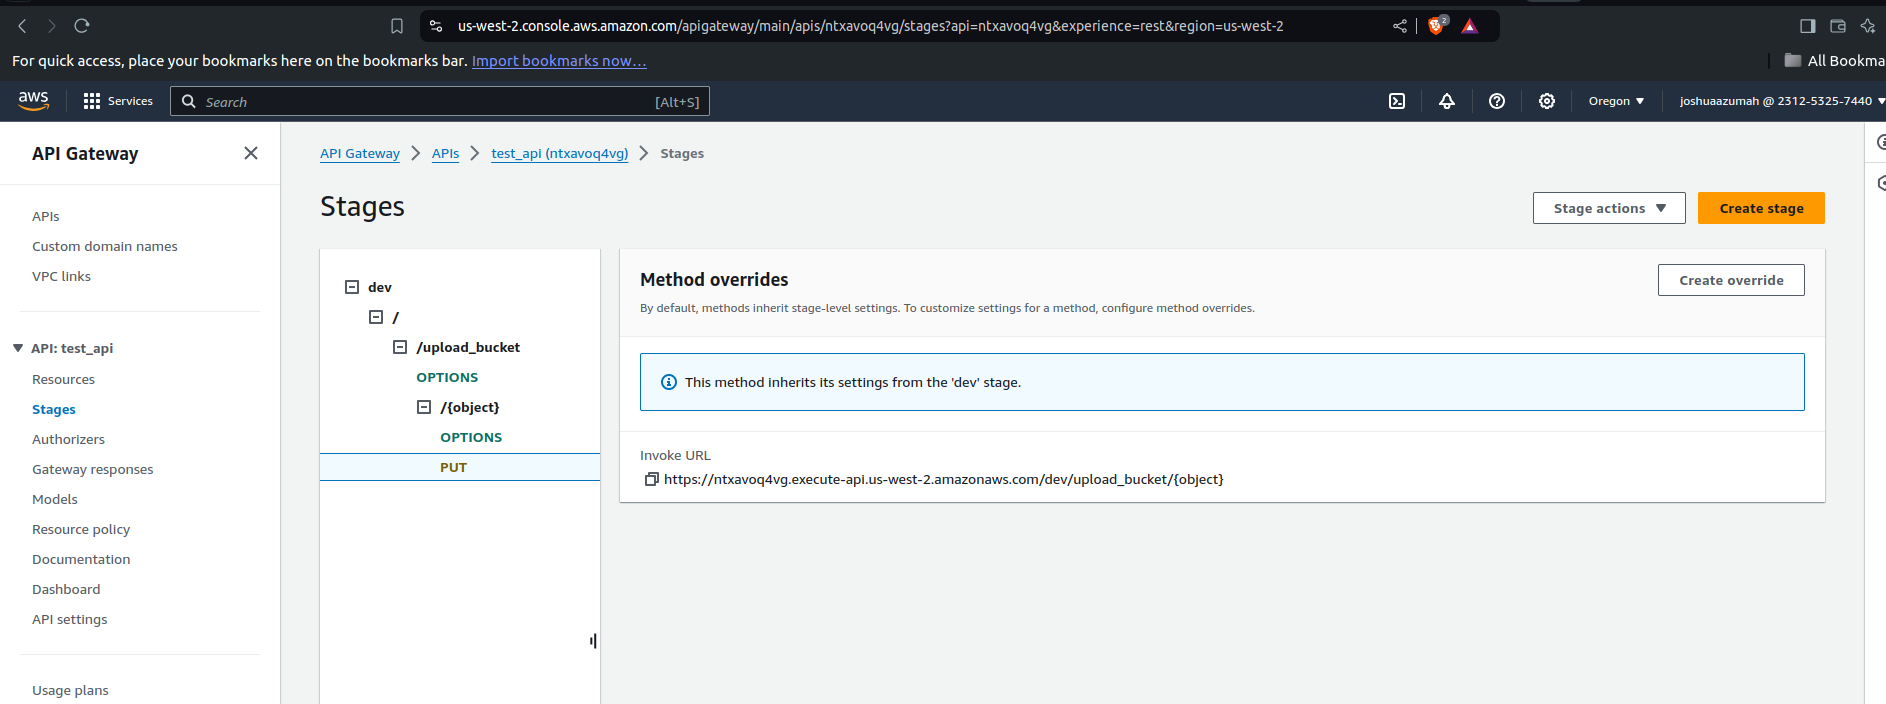 us-west-2.console.aws.amazon.com/apigateway/main/apis/ntxavoq4vg/stages?api=ntxavoq4vg&experience=rest&region=us-west-2
2
For quick access, place your bookmarks here on the bookmarks bar. Import bookmarks now...
All Bookma
aws
Services
Search
[Alt+S]
Oregon
joshuaazumah @ 2312-5325-7440
API Gateway
APIs
Custom domain names
VPC links
API: test_api
Resources
Stages
Authorizers
Gateway responses
Models
Resource policy
Documentation
Dashboard
API settings
Usage plans
API Gateway > APIs > test_api (ntxavoq4vg) > Stages
Stages
Stage actions
Create stage
dev
/
/upload_bucket
OPTIONS
/{object}
OPTIONS
PUT
Method overrides
Create override
By default, methods inherit stage-level settings. To customize settings for a method, configure method overrides.
This method inherits its settings from the 'dev' stage.
Invoke URL
https://ntxavoq4vg.execute-api.us-west-2.amazonaws.com/dev/upload_bucket/{object}